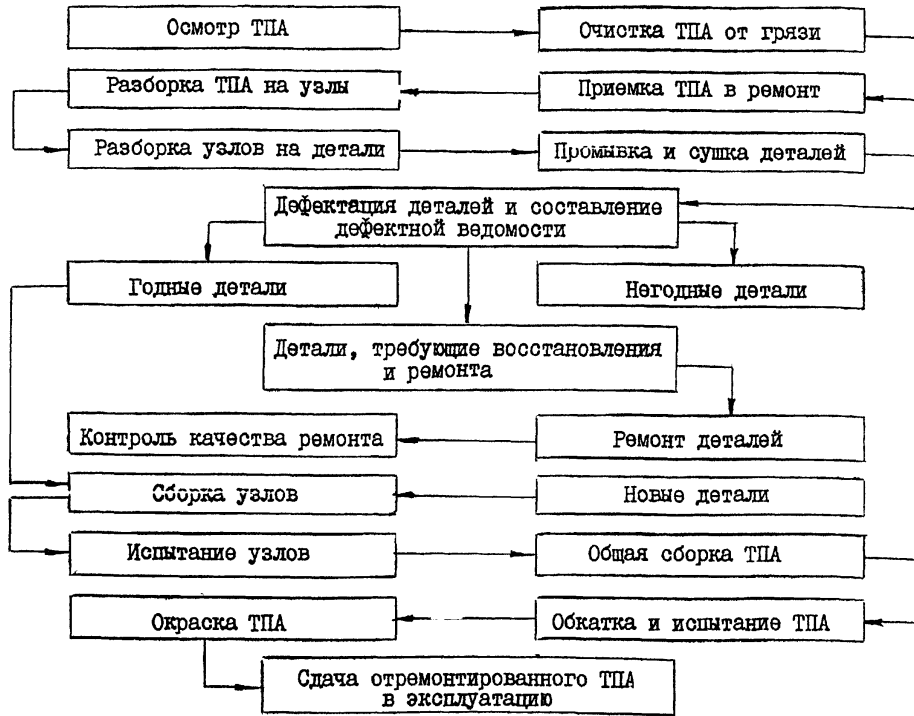 Осмотр ТПА
Очистка ТПА от грязи
Разборка ТПА на узлы
Приемка ТПА в ремонт
Разборка узлов на детали
Промывка и сушка деталей
Дефектация деталей и составление
дефектной ведомости
Годные детали
Негодные детали
Детали, требующие восстановления
и ремонта
Контроль качества ремонта
Ремонт деталей
Сборка узлов
Новые детали
Испытание узлов
Общая сборка ТПА
Окраска ТПА
Обкатка и испытание ТПА
Сдача отремонтированного ТПА
в эксплуатацию